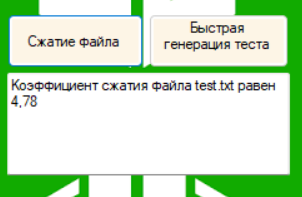 Сжатие файла
Быстрая
генерация теста
Коэффициент сжатия файла test.txt равен
4,78